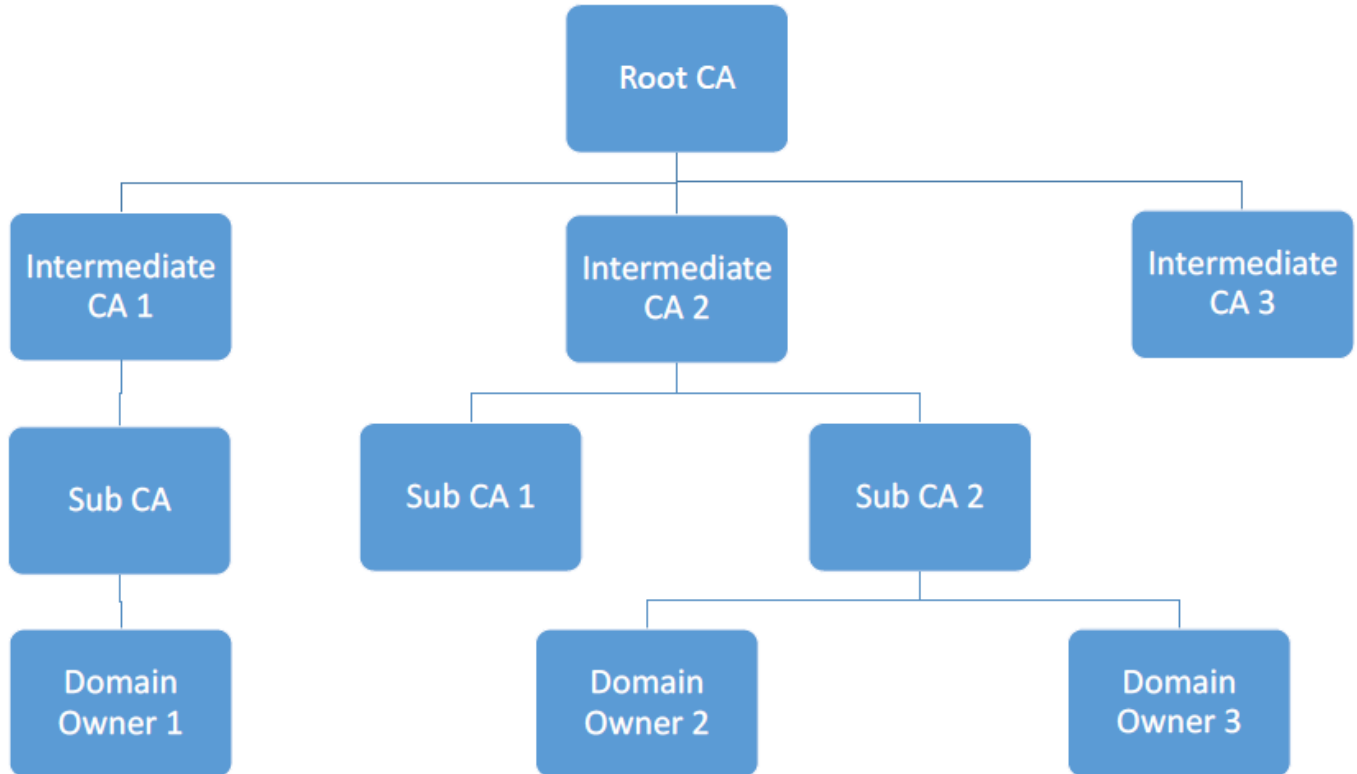 Root CA
Intermediate
CA 1
Intermediate
CA 2
Intermediate
CA 3
Sub CA
Sub CA 1
Sub CA 2
Domain
Owner 1
Domain
Owner 2
Domain
Owner 3